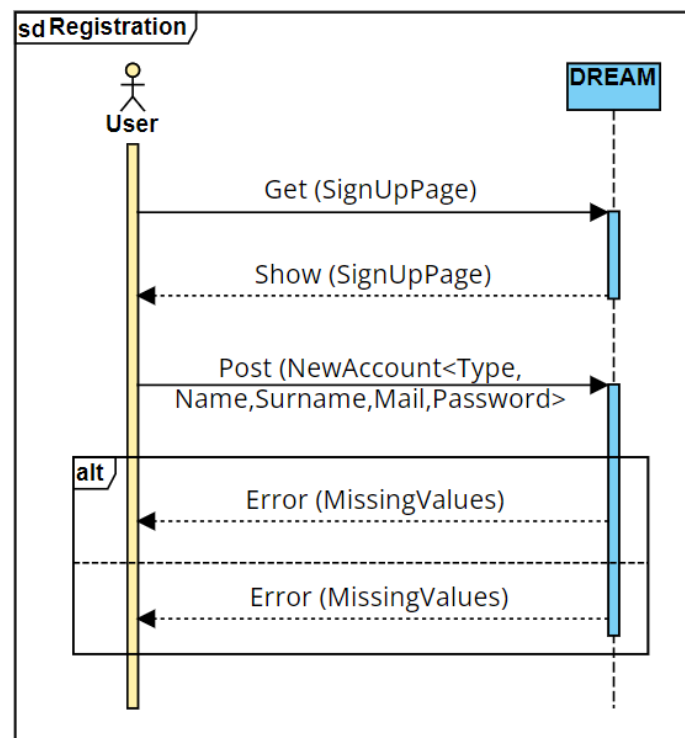 sd Registration
User
DREAM
Get (SignUpPage)
Show (SignUpPage)
Post (NewAccount<Type,
Name,Surname,Mail,Password>
alt
Error (MissingValues)
Error (MissingValues)